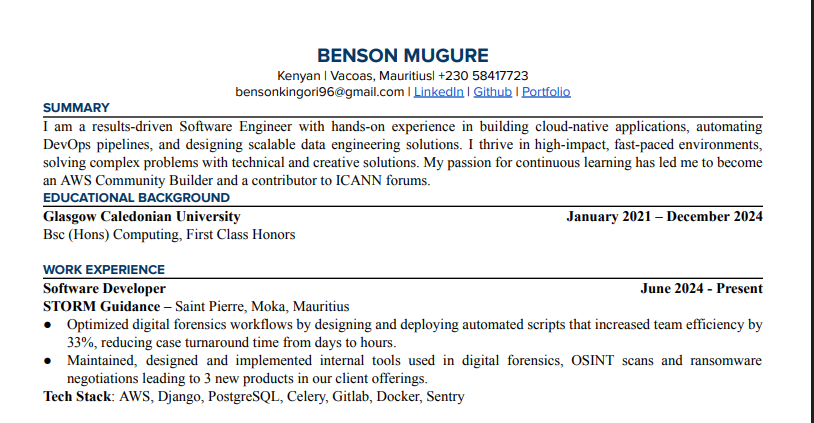 BENSON MUGURE
Kenyan | Vacoas, Mauritius| +230 58417723
bensonkingori96@gmail.com | LinkedIn | Github | Portfolio
SUMMARY
I am a results-driven Software Engineer with hands-on experience in building cloud-native applications, automating
DevOps pipelines, and designing scalable data engineering solutions. I thrive in high-impact, fast-paced environments,
solving complex problems with technical and creative solutions. My passion for continuous learning has led me to become
an AWS Community Builder and a contributor to ICANN forums.
EDUCATIONAL BACKGROUND
Glasgow Caledonian University January 2021 – December 2024
Bsc (Hons) Computing, First Class Honors
WORK EXPERIENCE
Software Developer June 2024 - Present
STORM Guidance – Saint Pierre, Moka, Mauritius
● Optimized digital forensics workflows by designing and deploying automated scripts that increased team efficiency by
33%, reducing case turnaround time from days to hours.
● Maintained, designed and implemented internal tools used in digital forensics, OSINT scans and ransomware
negotiations leading to 3 new products in our client offerings.
Tech Stack: AWS, Django, PostgreSQL, Celery, Gitlab, Docker, Sentry